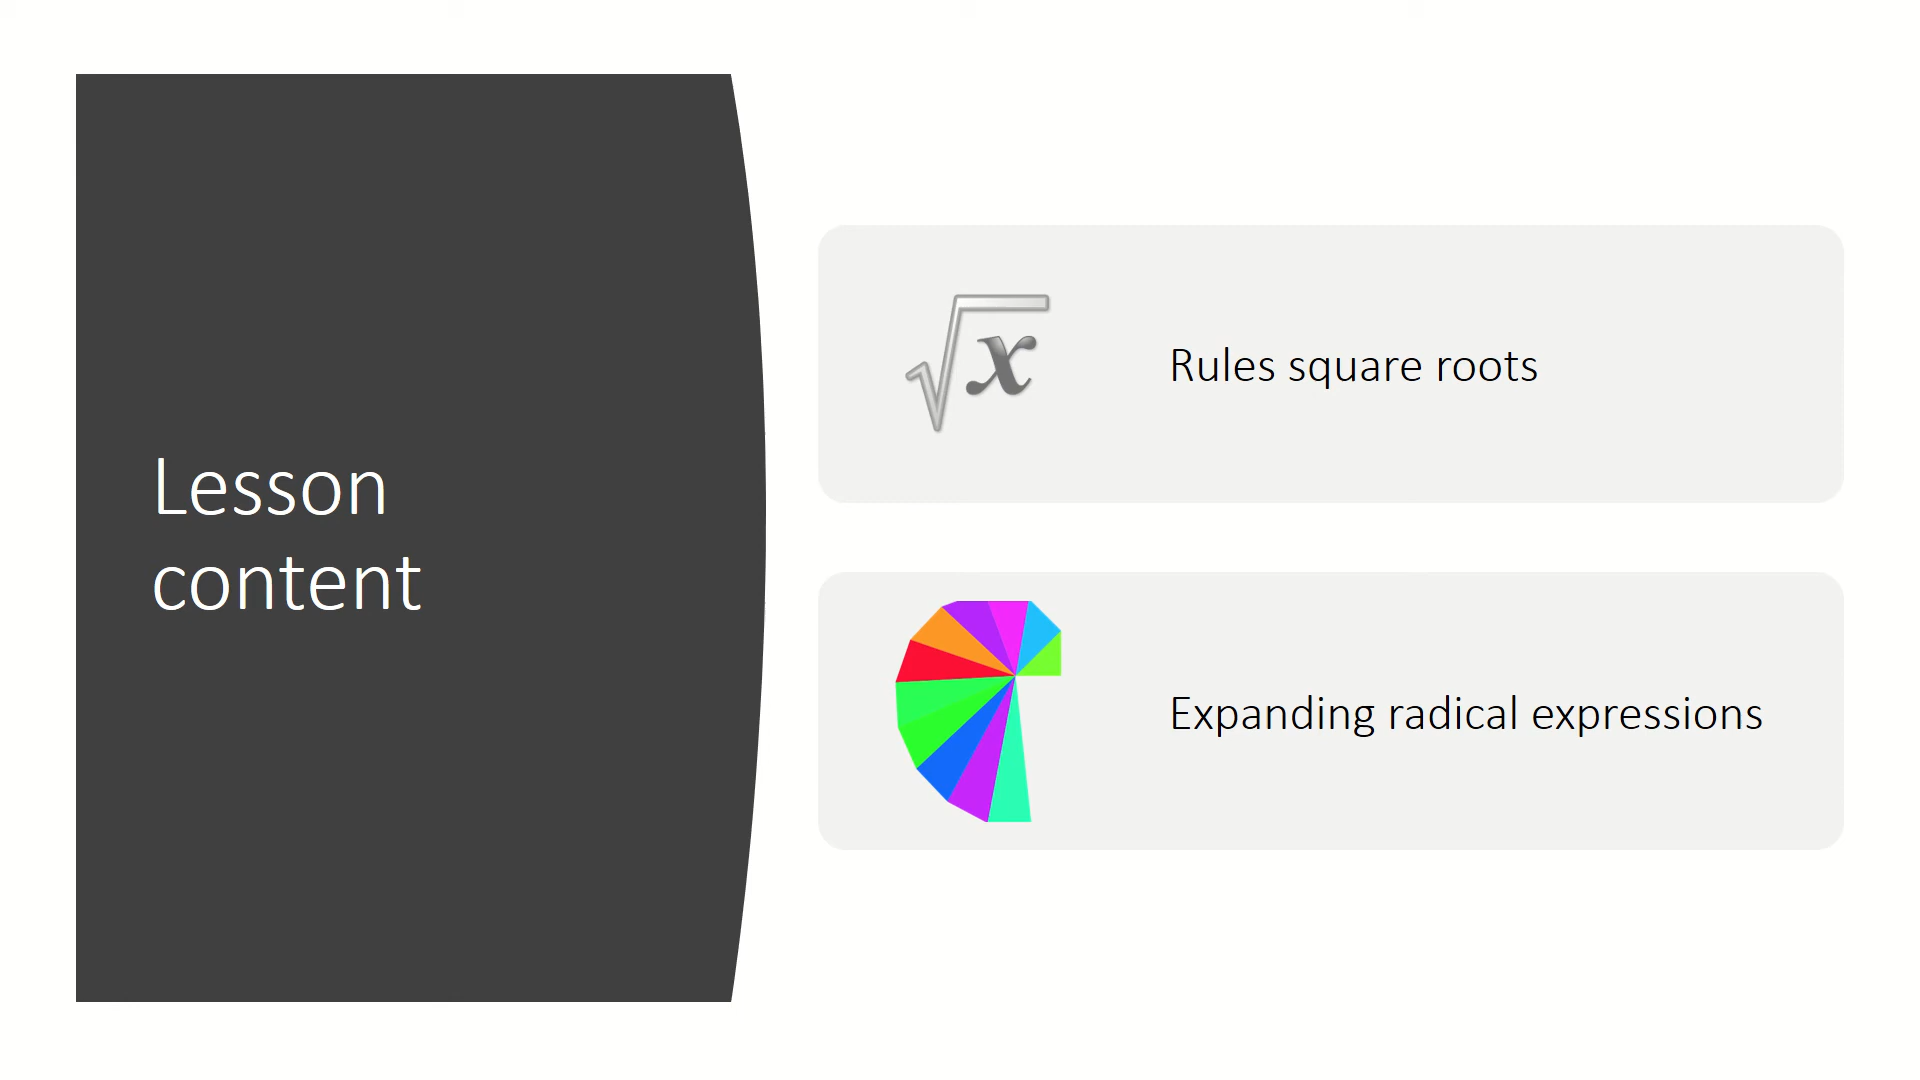 Lesson
content
√x
Rules square roots
Expanding radical expressions